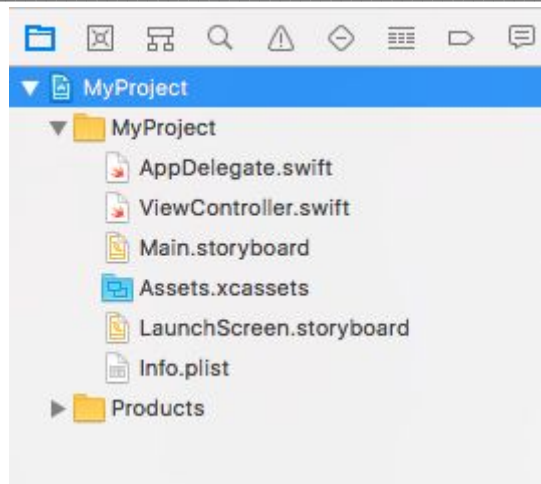 MyProject
MyProject
AppDelegate.swift
ViewController.swift
Main.storyboard
Assets.xcassets
LaunchScreen.storyboard
Info.plist
Products